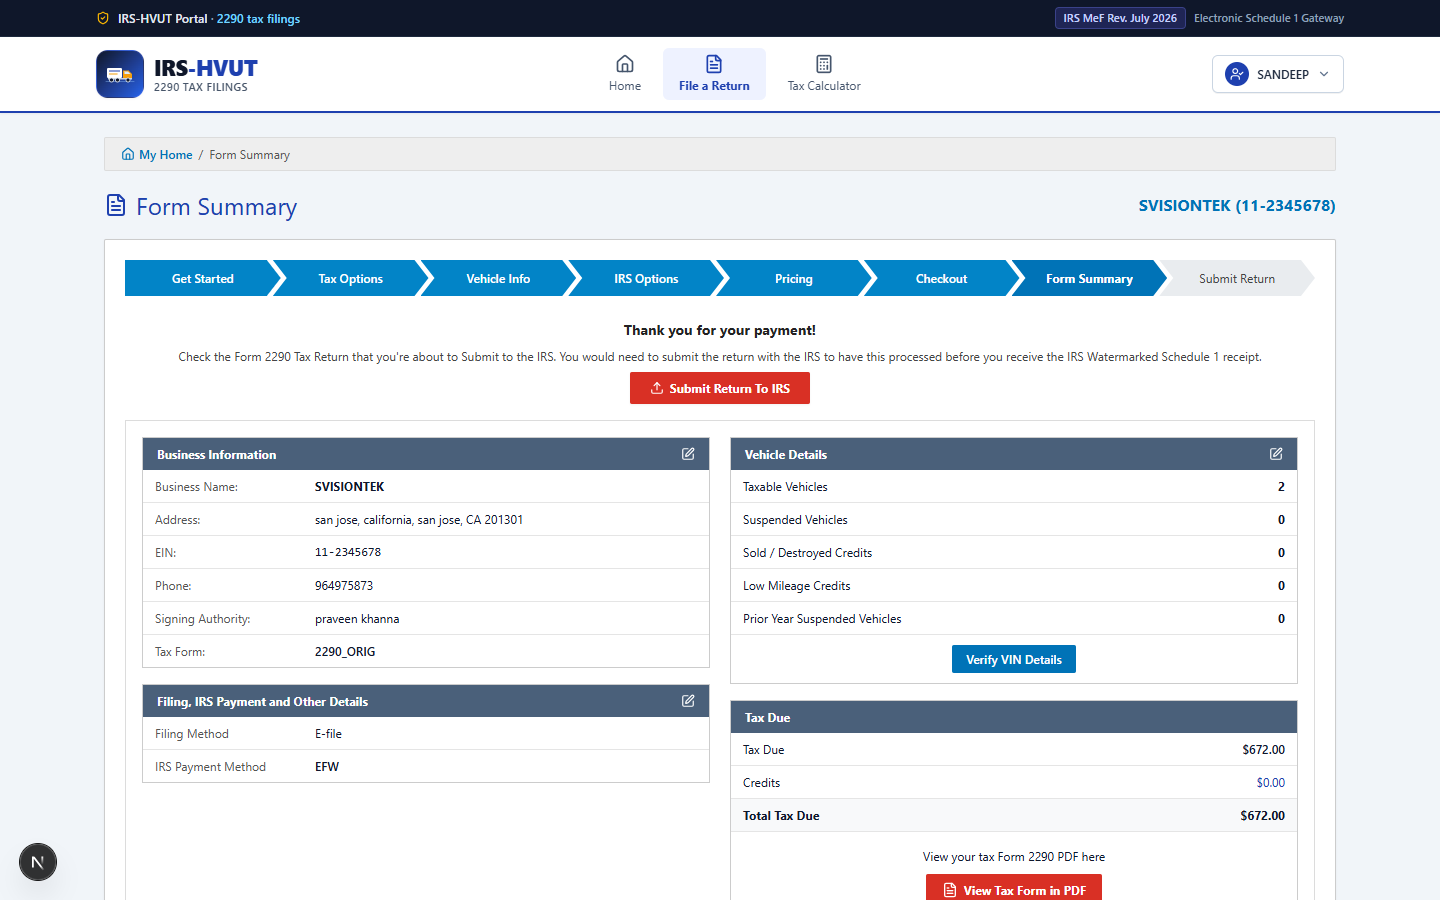 IRS-HVUT Portal · 2290 tax filings
IRS MeF Rev. July 2026
Electronic Schedule 1 Gateway
IRS-HVUT
2290 TAX FILINGS
Home
File a Return
Tax Calculator
SANDEEP
My Home / Form Summary
Form Summary
SVISIONTEK (11-2345678)
Get Started
Tax Options
Vehicle Info
IRS Options
Pricing
Checkout
Form Summary
Submit Return
Thank you for your payment!
Check the Form 2290 Tax Return that you're about to Submit to the IRS. You would need to submit the return with the IRS to have this processed before you receive the IRS Watermarked Schedule 1 receipt.
Submit Return To IRS
Business Information
Business Name: SVISIONTEK
Address: san jose, california, san jose, CA 201301
EIN: 11-2345678
Phone: 964975873
Signing Authority: praveen khanna
Tax Form: 2290_ORIG
Filing, IRS Payment and Other Details
Filing Method E-file
IRS Payment Method EFW
Vehicle Details
Taxable Vehicles 2
Suspended Vehicles 0
Sold / Destroyed Credits 0
Low Mileage Credits 0
Prior Year Suspended Vehicles 0
Verify VIN Details
Tax Due
Tax Due $672.00
Credits $0.00
Total Tax Due $672.00
View your tax Form 2290 PDF here
View Tax Form in PDF
N